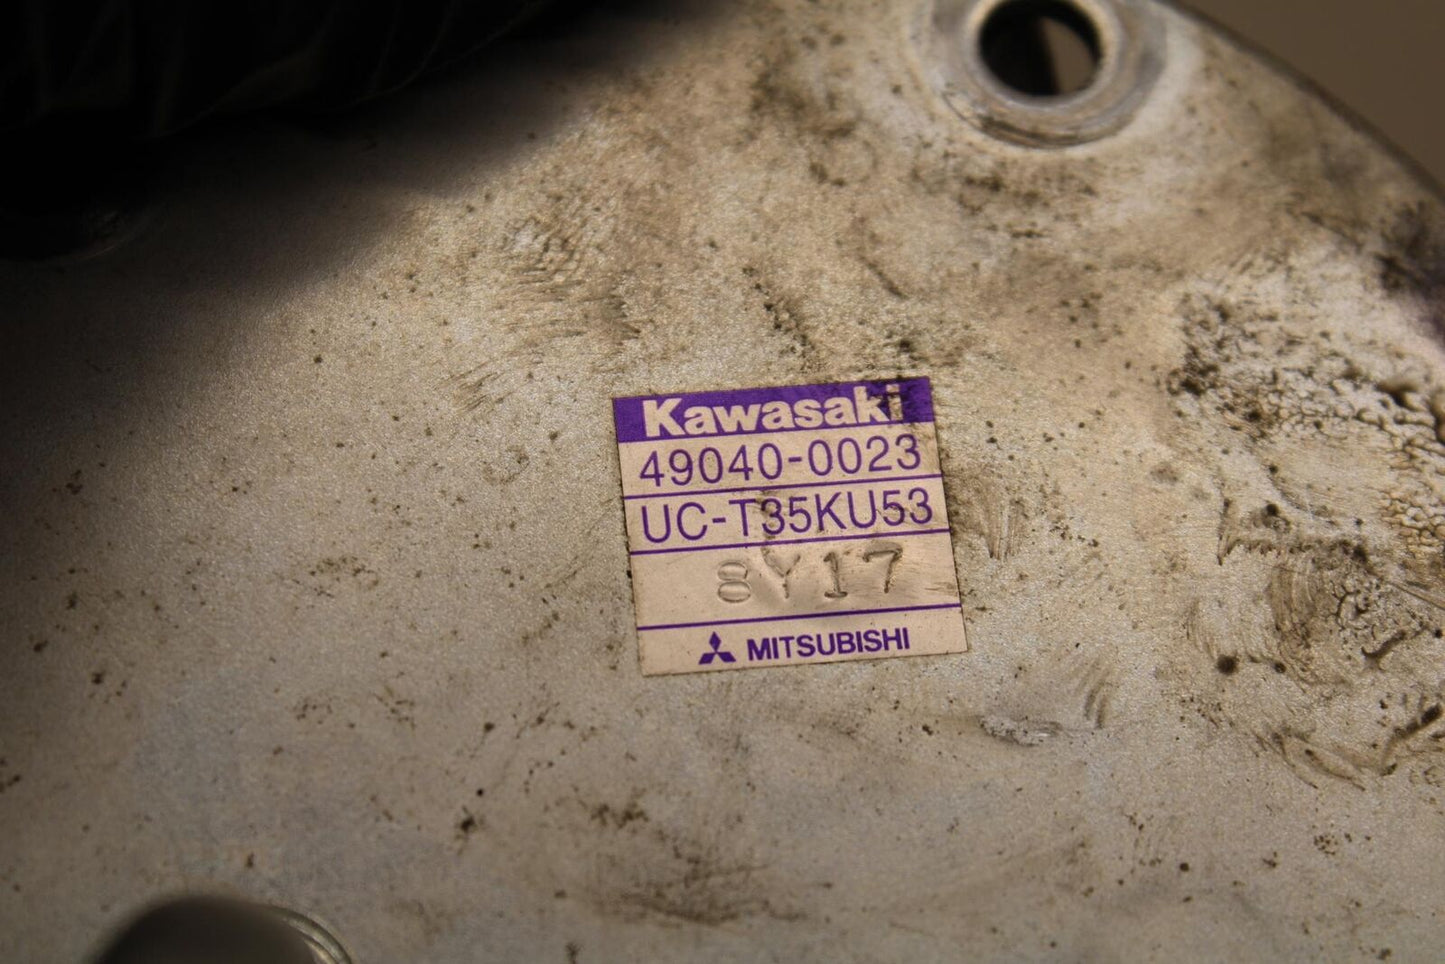 Kawasaki
49040-0023
UC-T35KU53
8Y17
MITSUBISHI